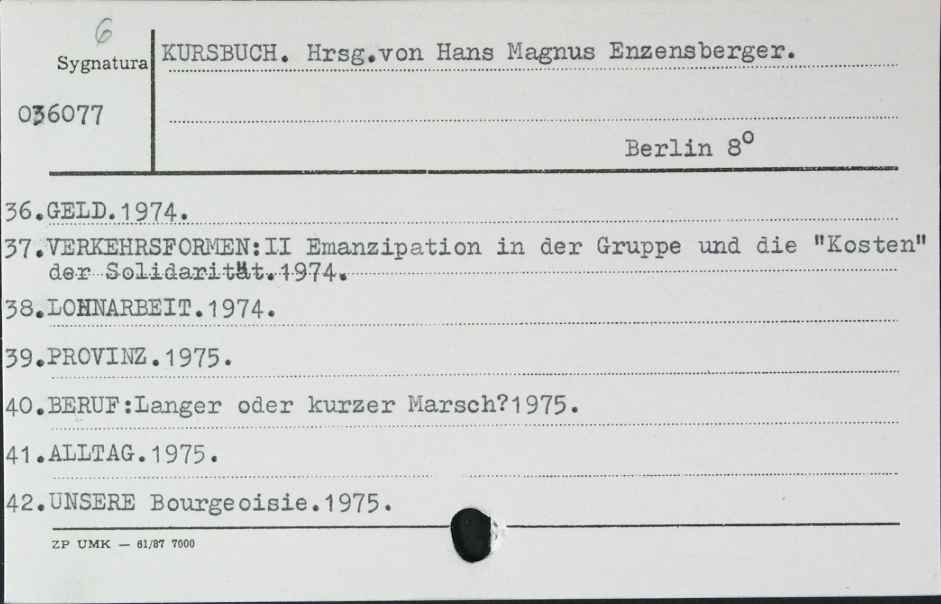 6
Sygnatura
KURSBUCH. Hrsg.von Hans Magnus Enzensberger.
036077
Berlin 8°
36.GELD.1974.
37.VERKEHRSFORMEN:II Emanzipation in der Gruppe und die "Kosten"
der Solidarität.1974.
38.LOHNARBEIT.1974.
39.PROVINZ.1975.
40.BERUF:Langer oder kurzer Marsch?1975.
41.ALLTAG.1975.
42.UNSERE Bourgeoisie.1975.
ZP UMK — 61/87 7000